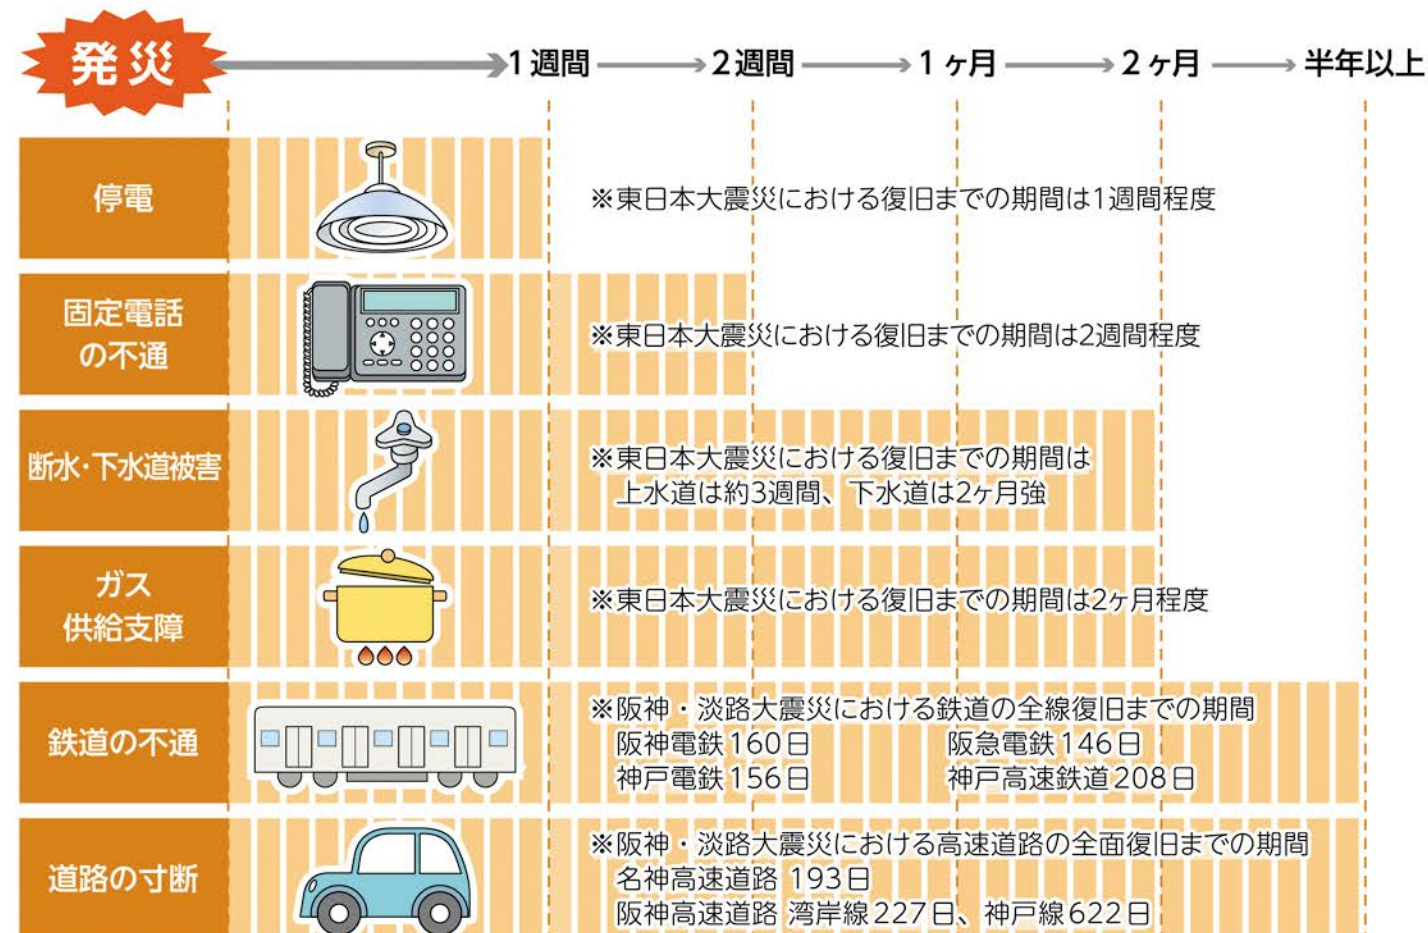 発災 1週間 2週間 1ヶ月 2ヶ月 半年以上
停電
※東日本大震災における復旧までの期間は1週間程度
固定電話
の不通
※東日本大震災における復旧までの期間は2週間程度
断水・下水道被害
※東日本大震災における復旧までの期間は
上水道は約3週間、下水道は2ヶ月強
ガス
供給支障
※東日本大震災における復旧までの期間は2ヶ月程度
鉄道の不通
※阪神・淡路大震災における鉄道の全線復旧までの期間
阪神電鉄160日 阪急電鉄146日
神戸電鉄156日 神戸高速鉄道208日
道路の寸断
※阪神・淡路大震災における高速道路の全面復旧までの期間
名神高速道路 193日
阪神高速道路 湾岸線227日、神戸線622日